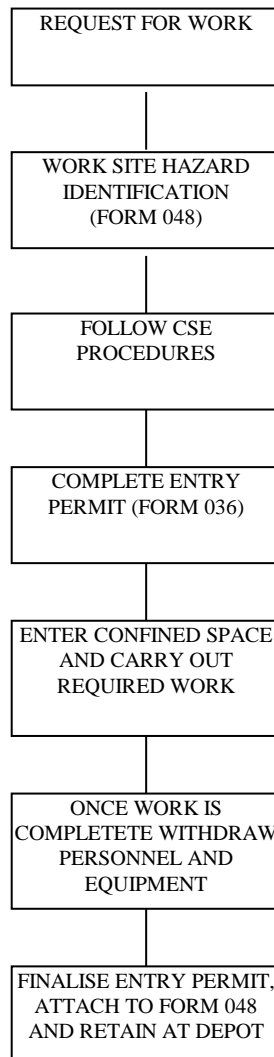 REQUEST FOR WORK
WORK SITE HAZARD
IDENTIFICATION
(FORM 048)
FOLLOW CSE
PROCEDURES
COMPLETE ENTRY
PERMIT (FORM 036)
ENTER CONFINED SPACE
AND CARRY OUT
REQUIRED WORK
ONCE WORK IS
COMPLETETE WITHDRAW
PERSONNEL AND
EQUIPMENT
FINALISE ENTRY PERMIT,
ATTACH TO FORM 048
AND RETAIN AT DEPOT